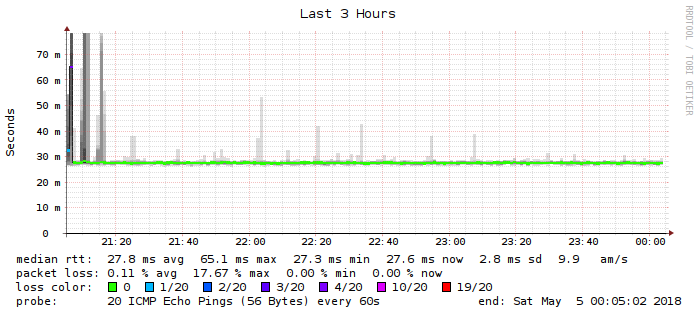 Last 3 Hours
RRDTOOL / TOBI OETIKER
Seconds
70 m
60 m
50 m
40 m
30 m
20 m
10 m
0
21:20 21:40 22:00 22:20 22:40 23:00 23:20 23:40 00:00
median rtt: 27.8 ms avg 65.1 ms max 27.3 ms min 27.6 ms now 2.8 ms sd 9.9 am/s
packet loss: 0.11 % avg 17.67 % max 0.00 % min 0.00 % now
loss color: 0 1/20 2/20 3/20 4/20 10/20 19/20
probe: 20 ICMP Echo Pings (56 Bytes) every 60s end: Sat May 5 00:05:02 2018